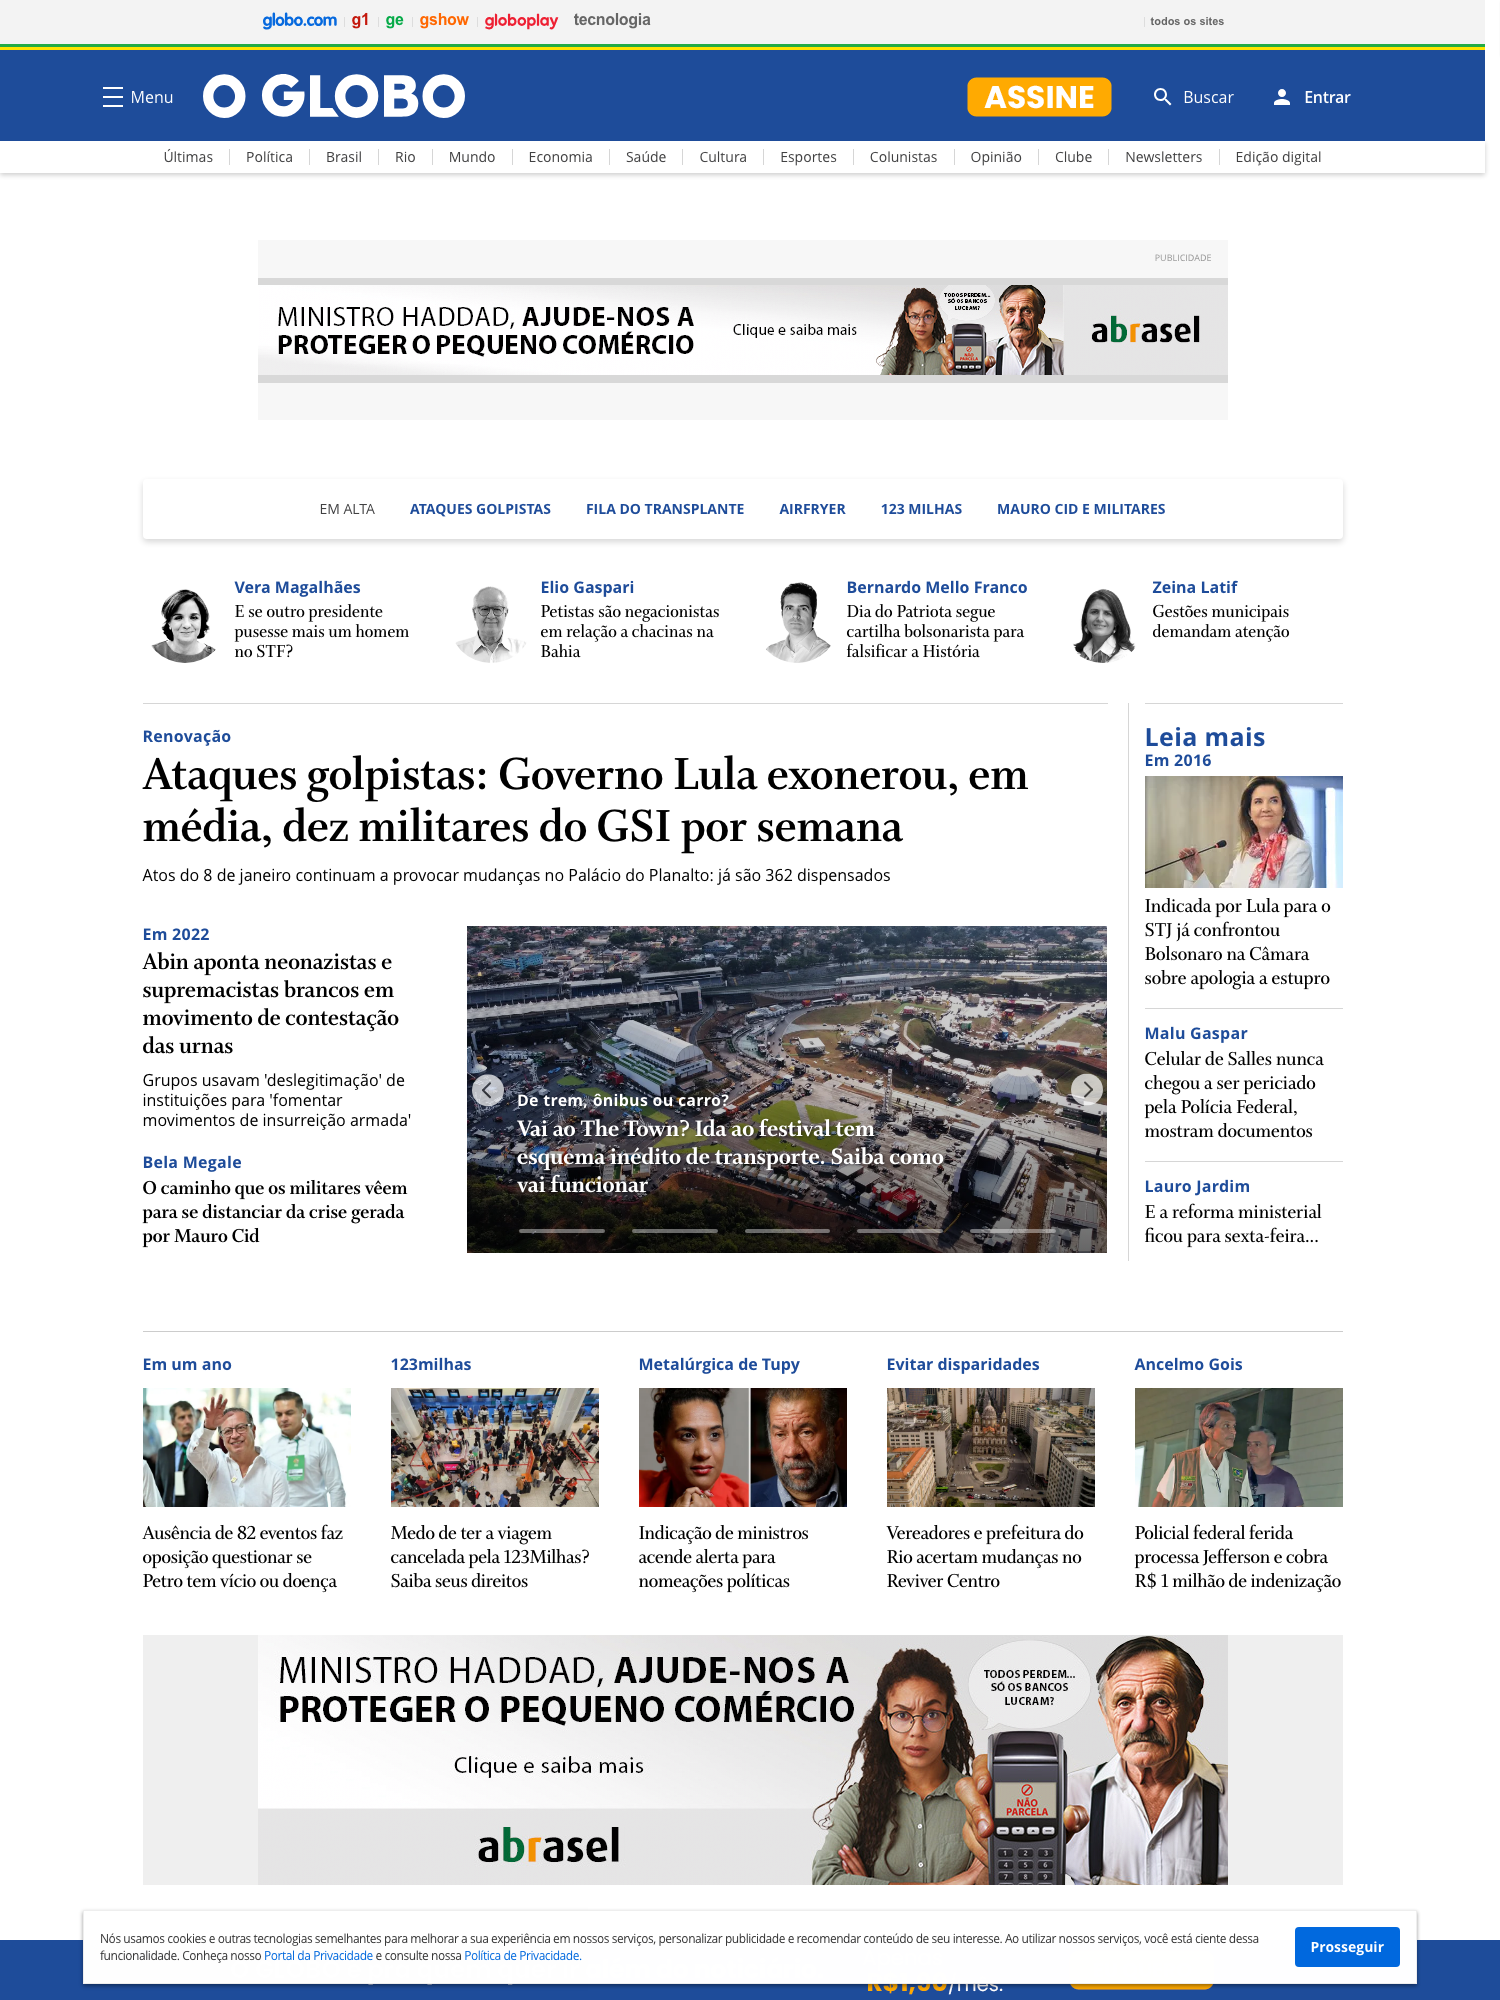 globo.com g1 ge gshow globoplay tecnologia todos os sites
Menu O GLOBO ASSINE Buscar Entrar
Últimas Política Brasil Rio Mundo Economia Saúde Cultura Esportes Colunistas Opinião Clube Newsletters Edição digital
PUBLICIDADE
MINISTRO HADDAD, AJUDE-NOS A
PROTEGER O PEQUENO COMÉRCIO
Clique e saiba mais
TODOS PERDEM...
SÓ OS BANCOS
LUCRAM?
NÃO
PARCELA
abrasel
EM ALTA ATAQUES GOLPISTAS FILA DO TRANSPLANTE AIRFRYER 123 MILHAS MAURO CID E MILITARES
Vera Magalhães
E se outro presidente
pusesse mais um homem
no STF?
Elio Gaspari
Petistas são negacionistas
em relação a chacinas na
Bahia
Bernardo Mello Franco
Dia do Patriota segue
cartilha bolsonarista para
falsificar a História
Zeina Latif
Gestões municipais
demandam atenção
Renovação
Ataques golpistas: Governo Lula exonerou, em
média, dez militares do GSI por semana
Atos do 8 de janeiro continuam a provocar mudanças no Palácio do Planalto: já são 362 dispensados
Em 2022
Abin aponta neonazistas e
supremacistas brancos em
movimento de contestação
das urnas
Grupos usavam 'deslegitimação' de
instituições para 'fomentar
movimentos de insurreição armada'
Bela Megale
O caminho que os militares vêem
para se distanciar da crise gerada
por Mauro Cid
De trem, ônibus ou carro?
Vai ao The Town? Ida ao festival tem
esquema inédito de transporte. Saiba como
vai funcionar
Leia mais
Em 2016
Indicada por Lula para o
STJ já confrontou
Bolsonaro na Câmara
sobre apologia a estupro
Malu Gaspar
Celular de Salles nunca
chegou a ser periciado
pela Polícia Federal,
mostram documentos
Lauro Jardim
E a reforma ministerial
ficou para sexta-feira...
Em um ano
Ausência de 82 eventos faz
oposição questionar se
Petro tem vício ou doença
123milhas
Medo de ter a viagem
cancelada pela 123Milhas?
Saiba seus direitos
Metalúrgica de Tupy
Indicação de ministros
acende alerta para
nomeações políticas
Evitar disparidades
Vereadores e prefeitura do
Rio acertam mudanças no
Reviver Centro
Ancelmo Gois
Policial federal ferida
processa Jefferson e cobra
R$ 1 milhão de indenização
MINISTRO HADDAD, AJUDE-NOS A
PROTEGER O PEQUENO COMÉRCIO
Clique e saiba mais
abrasel
TODOS PERDEM...
SÓ OS BANCOS
LUCRAM?
NÃO
PARCELA
1 2 3
4 5 6
7 8 9
Nós usamos cookies e outras tecnologias semelhantes para melhorar a sua experiência em nossos serviços, personalizar publicidade e recomendar conteúdo de seu interesse. Ao utilizar nossos serviços, você está ciente dessa
funcionalidade. Conheça nosso Portal da Privacidade e consulte nossa Política de Privacidade.
Prosseguir